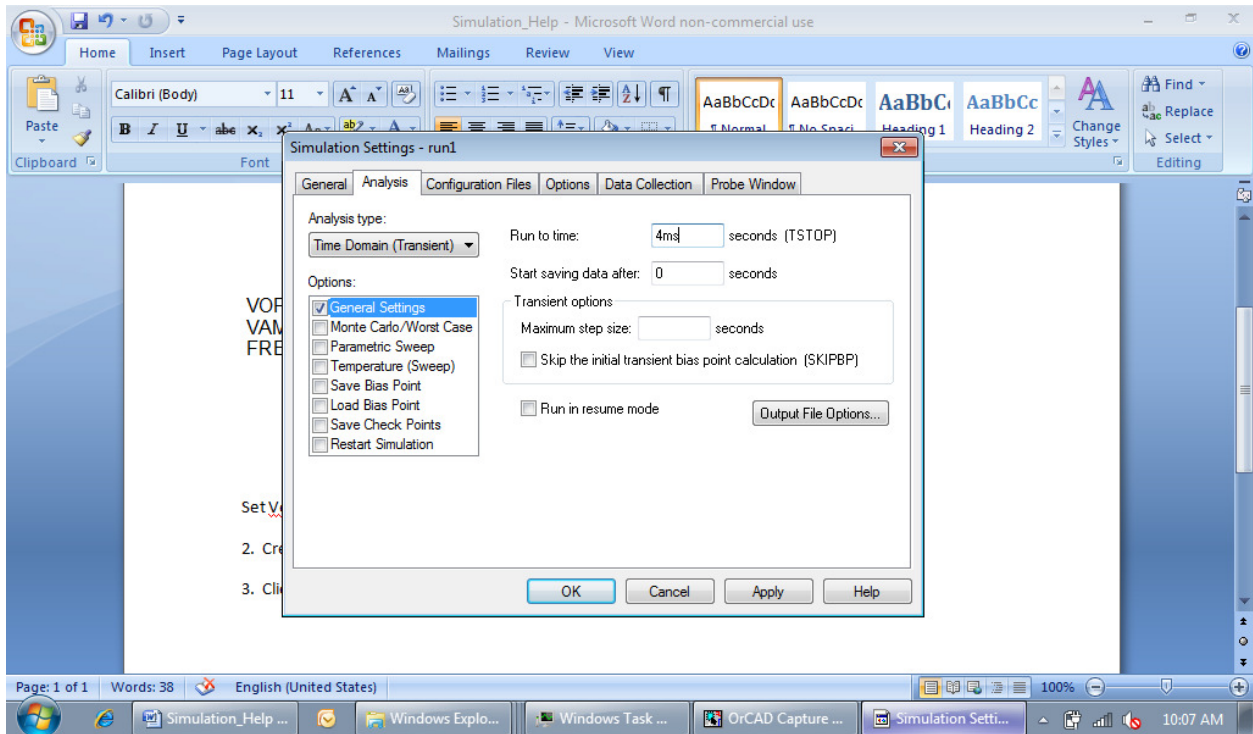 Simulation_Help - Microsoft Word non-commercial use
Home Insert Page Layout References Mailings Review View
Calibri (Body) 11
AaBbCcDc AaBbCcDc AaBbC AaBbCc
Paste
B I U abe X₂ X²
Normal
Heading 1 Heading 2
Change Styles
Find
Replace
Select
Clipboard Font Editing
Simulation Settings - run1
General Analysis Configuration Files Options Data Collection Probe Window
Analysis type:
Time Domain (Transient)
Options:
General Settings
Monte Carlo/Worst Case
Parametric Sweep
Temperature (Sweep)
Save Bias Point
Load Bias Point
Save Check Points
Restart Simulation
Run to time: 4ms seconds (TSTOP)
Start saving data after: 0 seconds
Transient options
Maximum step size: seconds
Skip the initial transient bias point calculation (SKIPBP)
Run in resume mode
Output File Options...
OK Cancel Apply Help
VOF
VAM
FRE
Set V
2. Cre
3. Clic
Page: 1 of 1 Words: 38 English (United States) 100%
Simulation_Help ... Windows Explo... Windows Task ... OrCAD Capture ... Simulation Setti... 10:07 AM